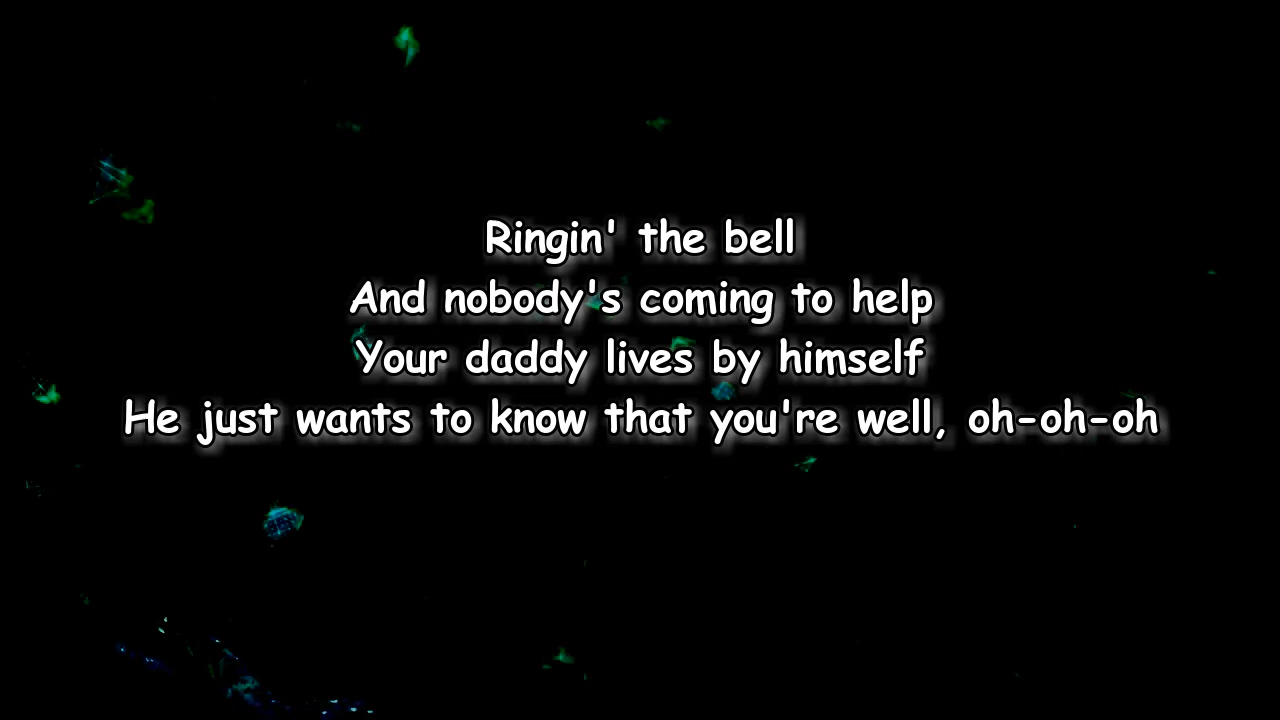 Ringin' the bell
And nobody's coming to help
Your daddy lives by himself
He just wants to know that you're well, oh-oh-oh